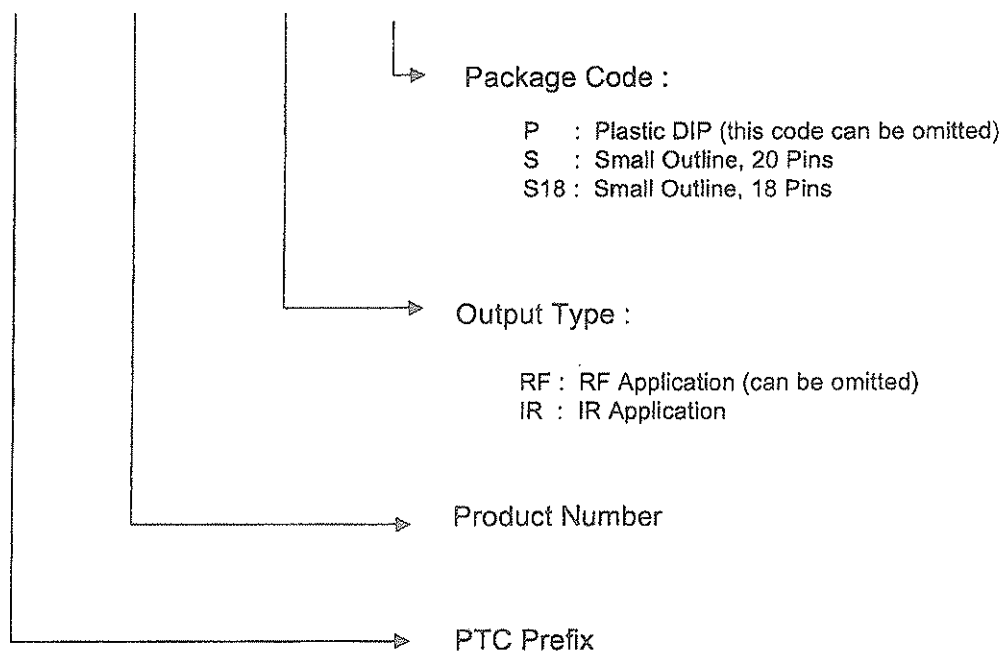 Package Code :
P : Plastic DIP (this code can be omitted)
S : Small Outline, 20 Pins
S18 : Small Outline, 18 Pins
Output Type :
RF : RF Application (can be omitted)
IR : IR Application
Product Number
PTC Prefix